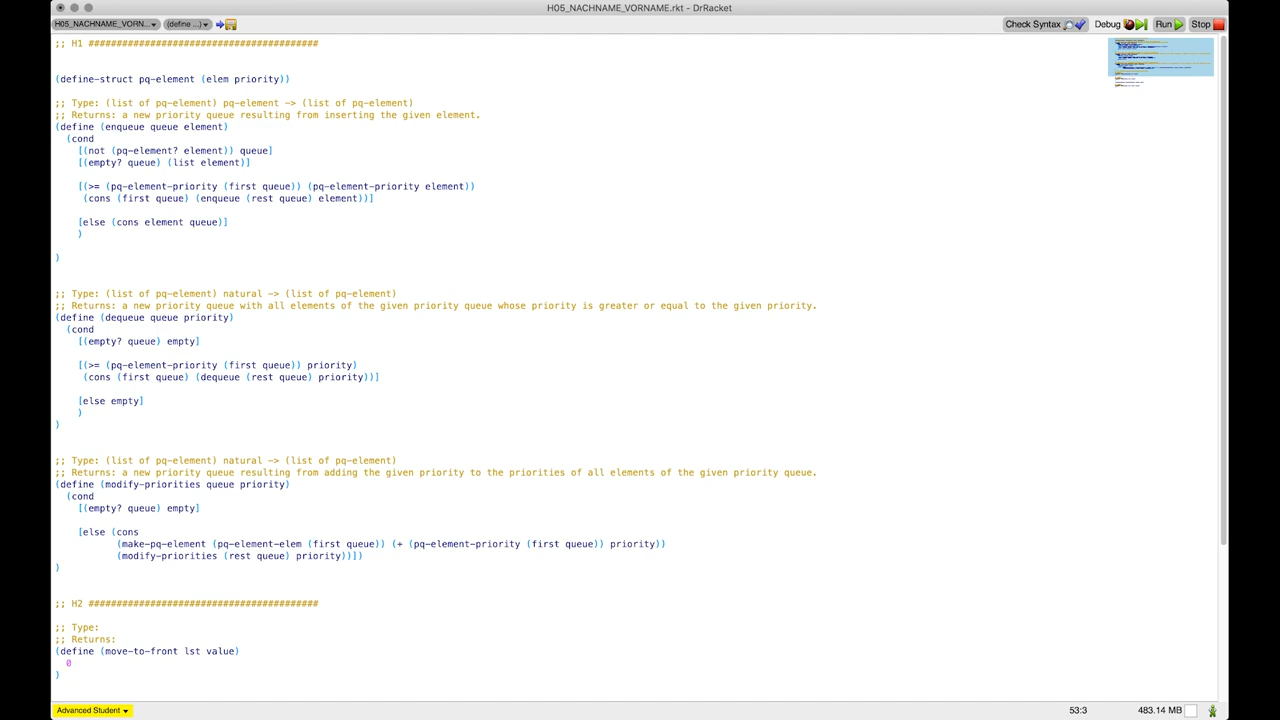 H05_NACHNAME_VORNAME.rkt - DrRacket
H05_NACHNAME_VORN... (define ...) Check Syntax Debug Run Stop
;; H1 #########################################
(define-struct pq-element (elem priority))
;; Type: (list of pq-element) pq-element -> (list of pq-element)
;; Returns: a new priority queue resulting from inserting the given element.
(define (enqueue queue element)
(cond
[(not (pq-element? element)) queue]
[(empty? queue) (list element)]
[(>= (pq-element-priority (first queue)) (pq-element-priority element))
(cons (first queue) (enqueue (rest queue) element))]
[else (cons element queue)]
)
)
;; Type: (list of pq-element) natural -> (list of pq-element)
;; Returns: a new priority queue with all elements of the given priority queue whose priority is greater or equal to the given priority.
(define (dequeue queue priority)
(cond
[(empty? queue) empty]
[(>= (pq-element-priority (first queue)) priority)
(cons (first queue) (dequeue (rest queue) priority))]
[else empty]
)
)
;; Type: (list of pq-element) natural -> (list of pq-element)
;; Returns: a new priority queue resulting from adding the given priority to the priorities of all elements of the given priority queue.
(define (modify-priorities queue priority)
(cond
[(empty? queue) empty]
[else (cons
(make-pq-element (pq-element-elem (first queue)) (+ (pq-element-priority (first queue)) priority))
(modify-priorities (rest queue) priority))])
)
;; H2 #########################################
;; Type:
;; Returns:
(define (move-to-front lst value)
0
)
Advanced Student 53:3 483.14 MB